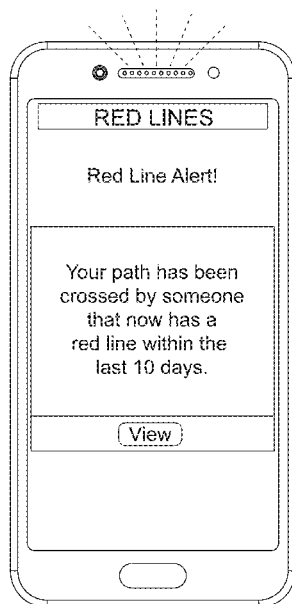 RED LINES
Red Line Alert!
Your path has been
crossed by someone
that now has a
red line within the
last 10 days.
View